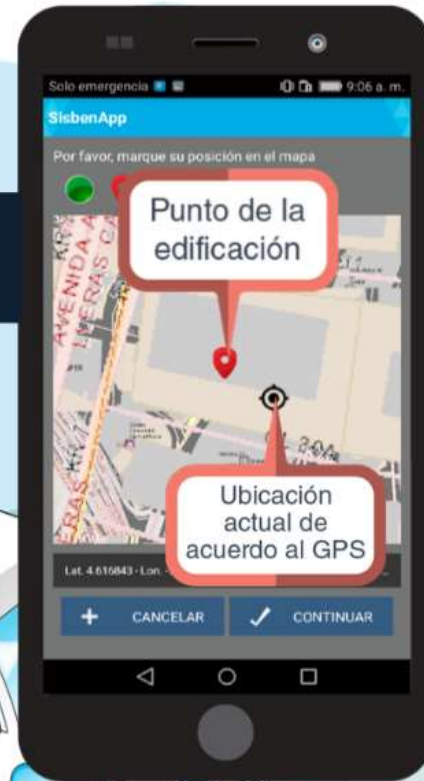 Solo emergencia
9:06 a. m.
SisbenApp
Por favor, marque su posición en el mapa
Punto de la
edificación
AVENIDA
Ubicación
actual de
acuerdo al GPS
Lat. 4.616843 - Lon. -
CANCELAR
CONTINUAR